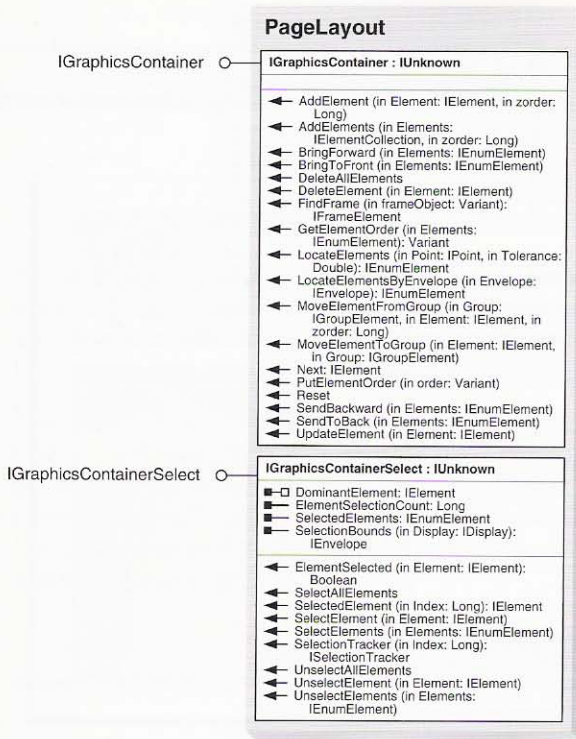 PageLayout
IGraphicsContainer
IGraphicsContainer : IUnknown
AddElement (in Element: IElement, in zorder:
Long)
AddElements (in Elements:
IElementCollection, in zorder: Long)
BringForward (in Elements: IEnumElement)
BringToFront (in Elements: IEnumElement)
DeleteAllElements
DeleteElement (in Element: IElement)
FindFrame (in frameObject: Variant):
IFrameElement
GetElementOrder (in Elements:
IEnumElement): Variant
LocateElements (in Point: IPoint, in Tolerance:
Double): IEnumElement
LocateElementsByEnvelope (in Envelope:
IEnvelope): IEnumElement
MoveElementFromGroup (in Group:
IGroupElement, in Element: IElement, in
zorder: Long)
MoveElementToGroup (in Element: IElement,
in Group: IGroupElement)
Next: IElement
PutElementOrder (in order: Variant)
Reset
SendBackward (in Elements: IEnumElement)
SendToBack (in Elements: IEnumElement)
UpdateElement (in Element: IElement)
IGraphicsContainerSelect
IGraphicsContainerSelect : IUnknown
DominantElement: IElement
ElementSelectionCount: Long
SelectedElements: IEnumElement
SelectionBounds (in Display: IDisplay):
IEnvelope
ElementSelected (in Element: IElement):
Boolean
SelectAllElements
SelectedElement (in Index: Long): IElement
SelectElement (in Element: IElement)
SelectElements (in Elements: IEnumElement)
SelectionTracker (in Index: Long):
ISelectionTracker
UnselectAllElements
UnselectElement (in Element: IElement)
UnselectElements (in Elements:
IEnumElement)